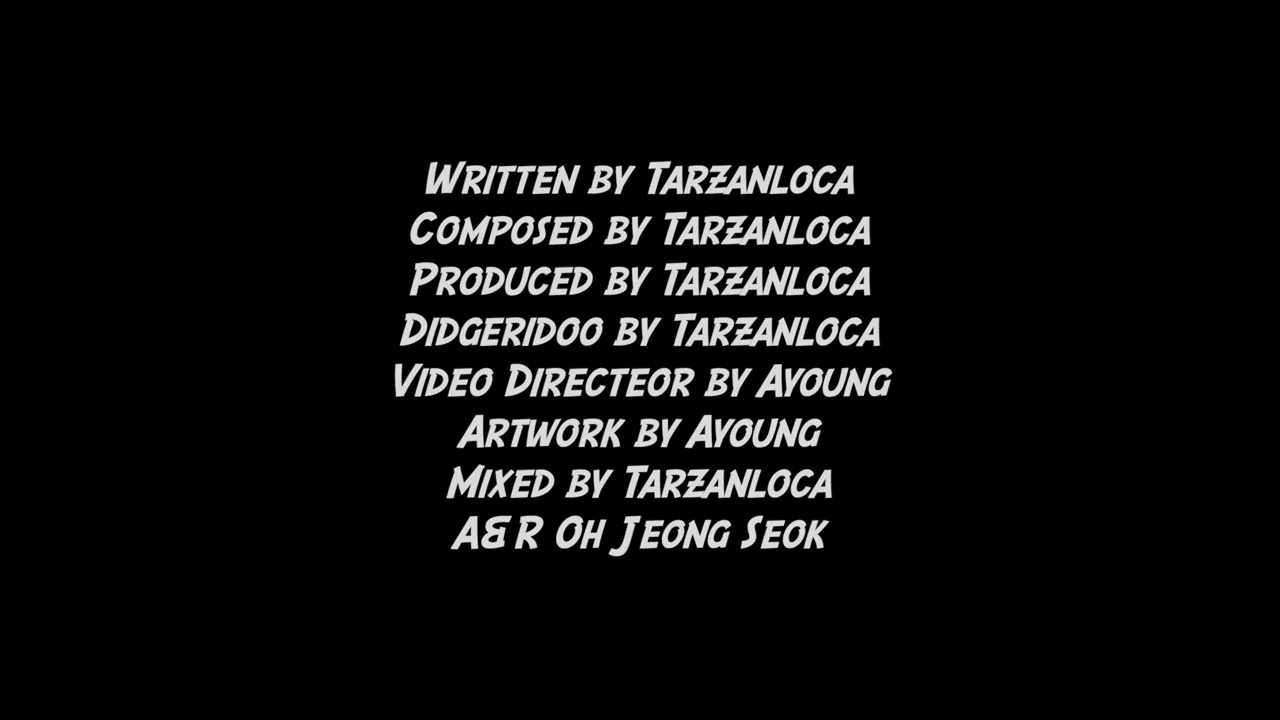 Written by Tarzanloca
Composed by Tarzanloca
Produced by Tarzanloca
Didgeridoo by Tarzanloca
Video Directeor by Ayoung
Artwork by Ayoung
Mixed by Tarzanloca
A&R Oh Jeong Seok